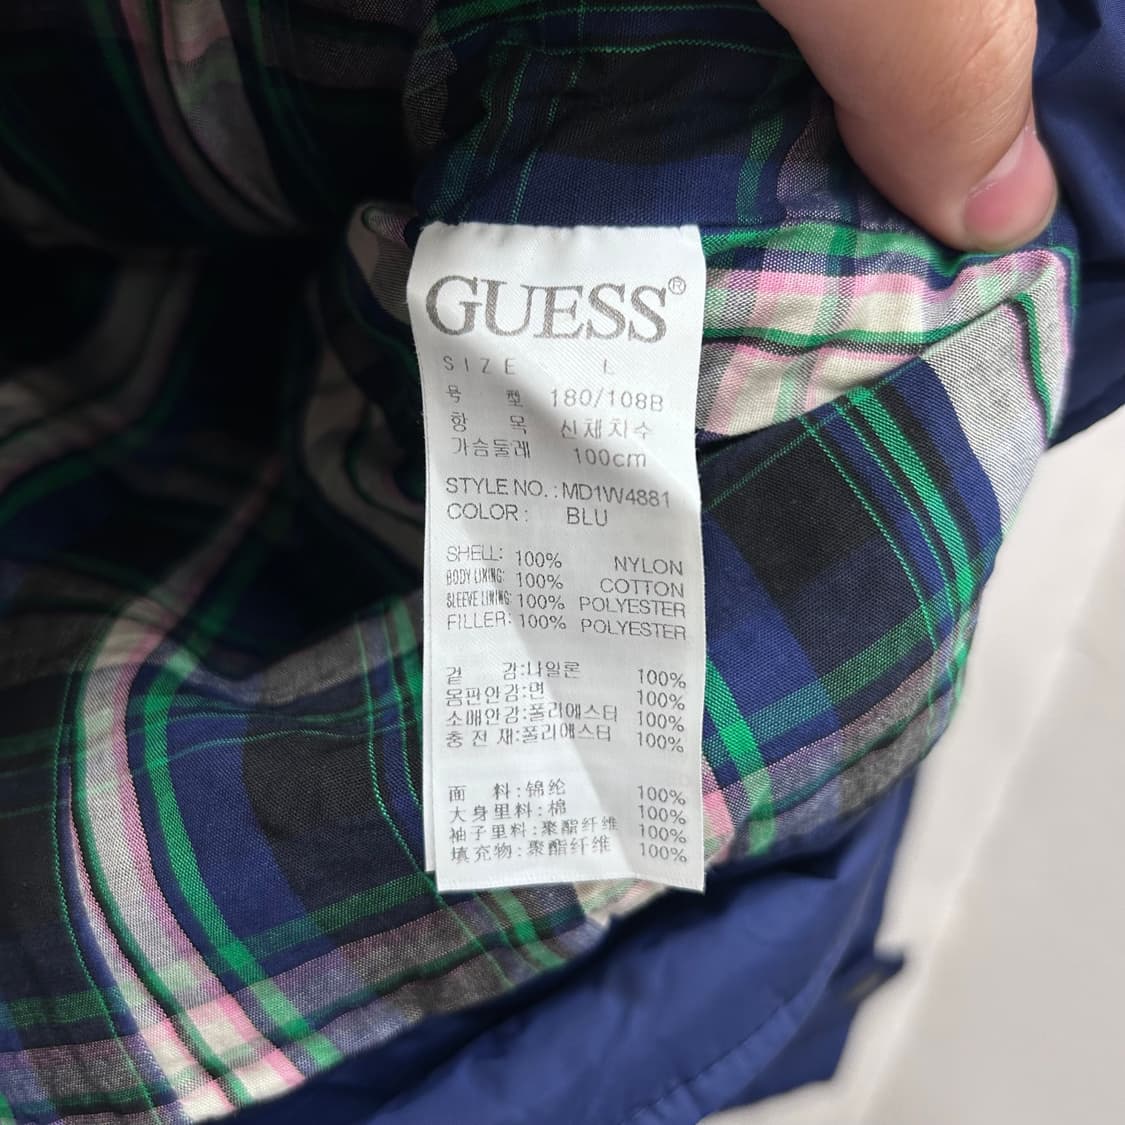 GUESS®
SIZE L
号 型 180/108B
항 목 신체치수
가슴둘레 100cm
STYLE NO. : MD1W4881
COLOR : BLU
SHELL: 100% NYLON
BODY LINING: 100% COTTON
SLEEVE LINING: 100% POLYESTER
FILLER: 100% POLYESTER
겉 감:나일론 100%
몸판안감:면 100%
소매안감:폴리에스터 100%
충 전 재:폴리에스터 100%
面 料:锦纶 100%
大身里料:棉 100%
袖子里料:聚酯纤维 100%
填充物:聚酯纤维 100%